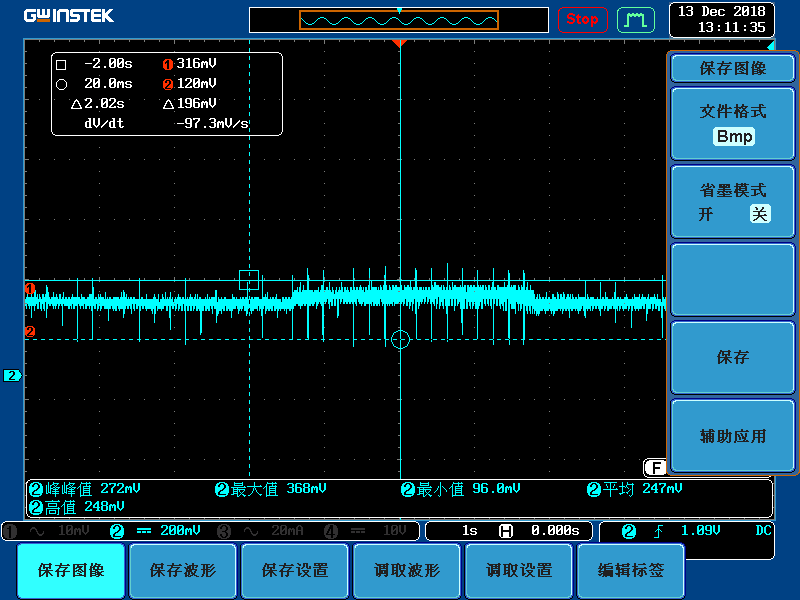 GWINSTEK
Stop
13 Dec 2018
13:11:35
-2.00s 1 316mV
20.0ms 2 120mV
△2.02s △196mV
dV/dt -97.3mV/s
保存图像
文件格式
Bmp
省墨模式
开 关
保存
辅助应用
1
2
2
F
2峰峰值 272mV 2最大值 368mV 2最小值 96.0mV 2平均 247mV
2高值 248mV
1 10mV 2 200mV 3 20mA 4 10V 1s H 0.000s 2 1.09V DC
保存图像 保存波形 保存设置 调取波形 调取设置 编辑标签